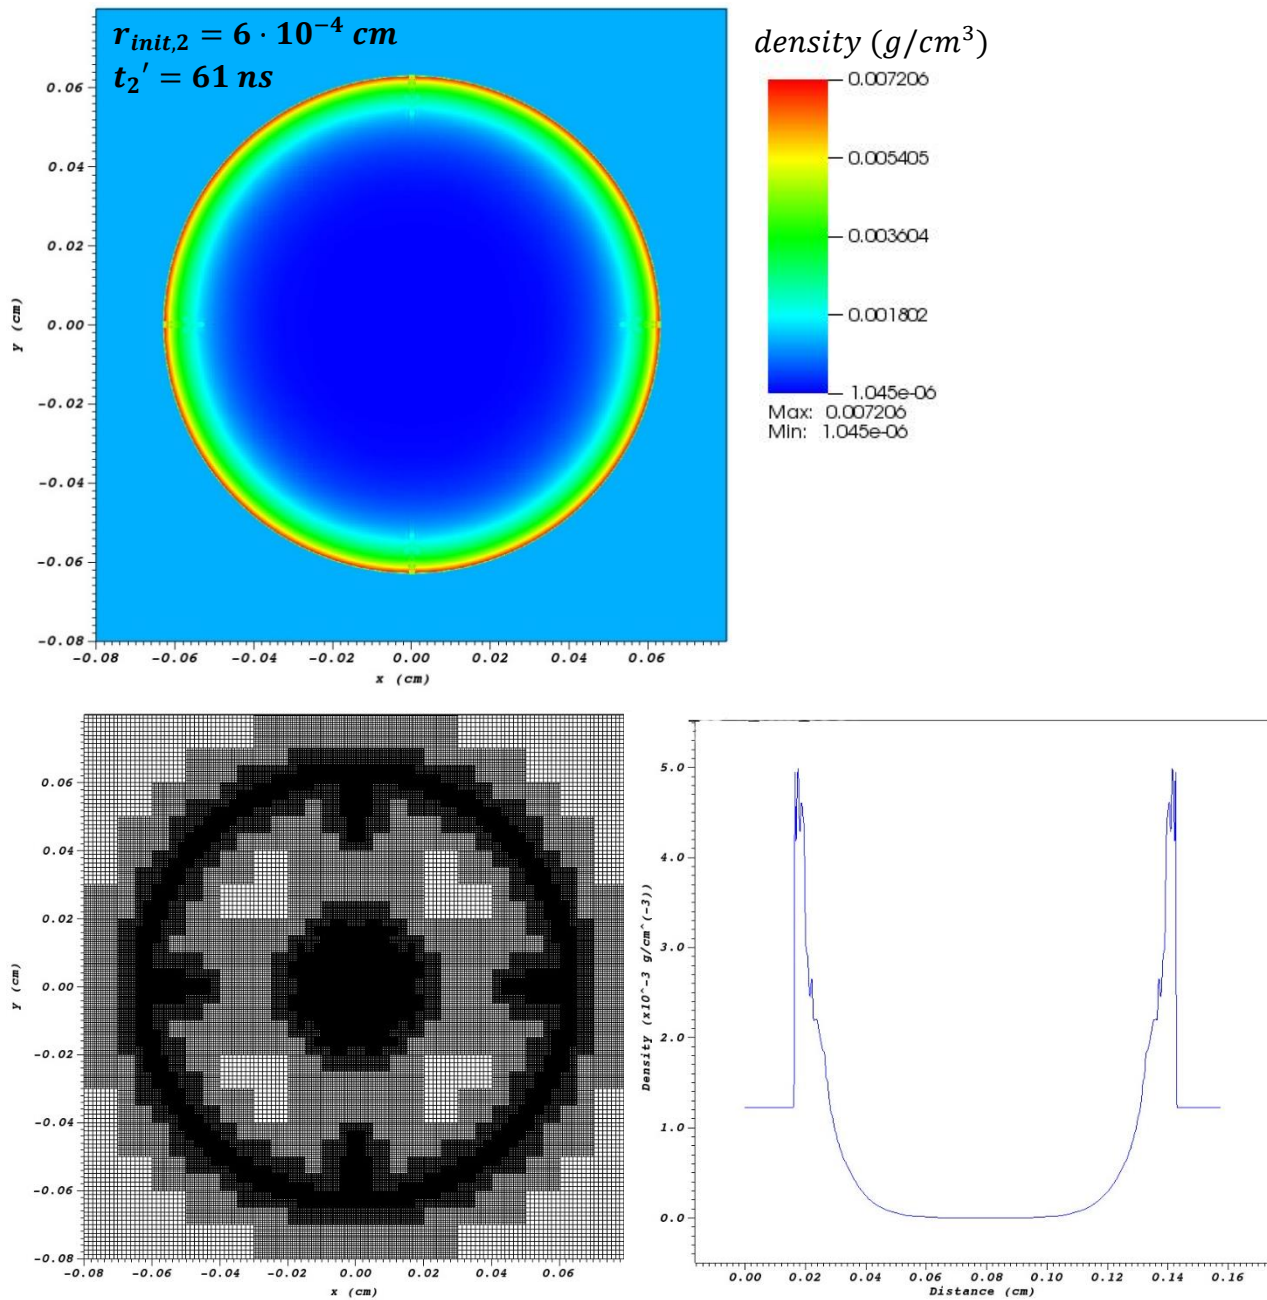 r_{init,2} = 6 · 10^{-4} cm
t_2' = 61 ns
density (g/cm^3)
0.007206
0.005405
0.003604
0.001802
1.045e-06
Max: 0.007206
Min: 1.045e-06
0.06
0.04
0.02
0.00
-0.02
-0.04
-0.06
-0.08
y (cm)
-0.08 -0.06 -0.04 -0.02 0.00 0.02 0.04 0.06
x (cm)
0.06
0.04
0.02
0.00
-0.02
-0.04
-0.06
-0.08
y (cm)
-0.08 -0.06 -0.04 -0.02 0.00 0.02 0.04 0.06
x (cm)
5.0
4.0
3.0
2.0
1.0
0.0
Density (x10^-3 g/cm^(-3))
0.00 0.02 0.04 0.06 0.08 0.10 0.12 0.14 0.16
Distance (cm)